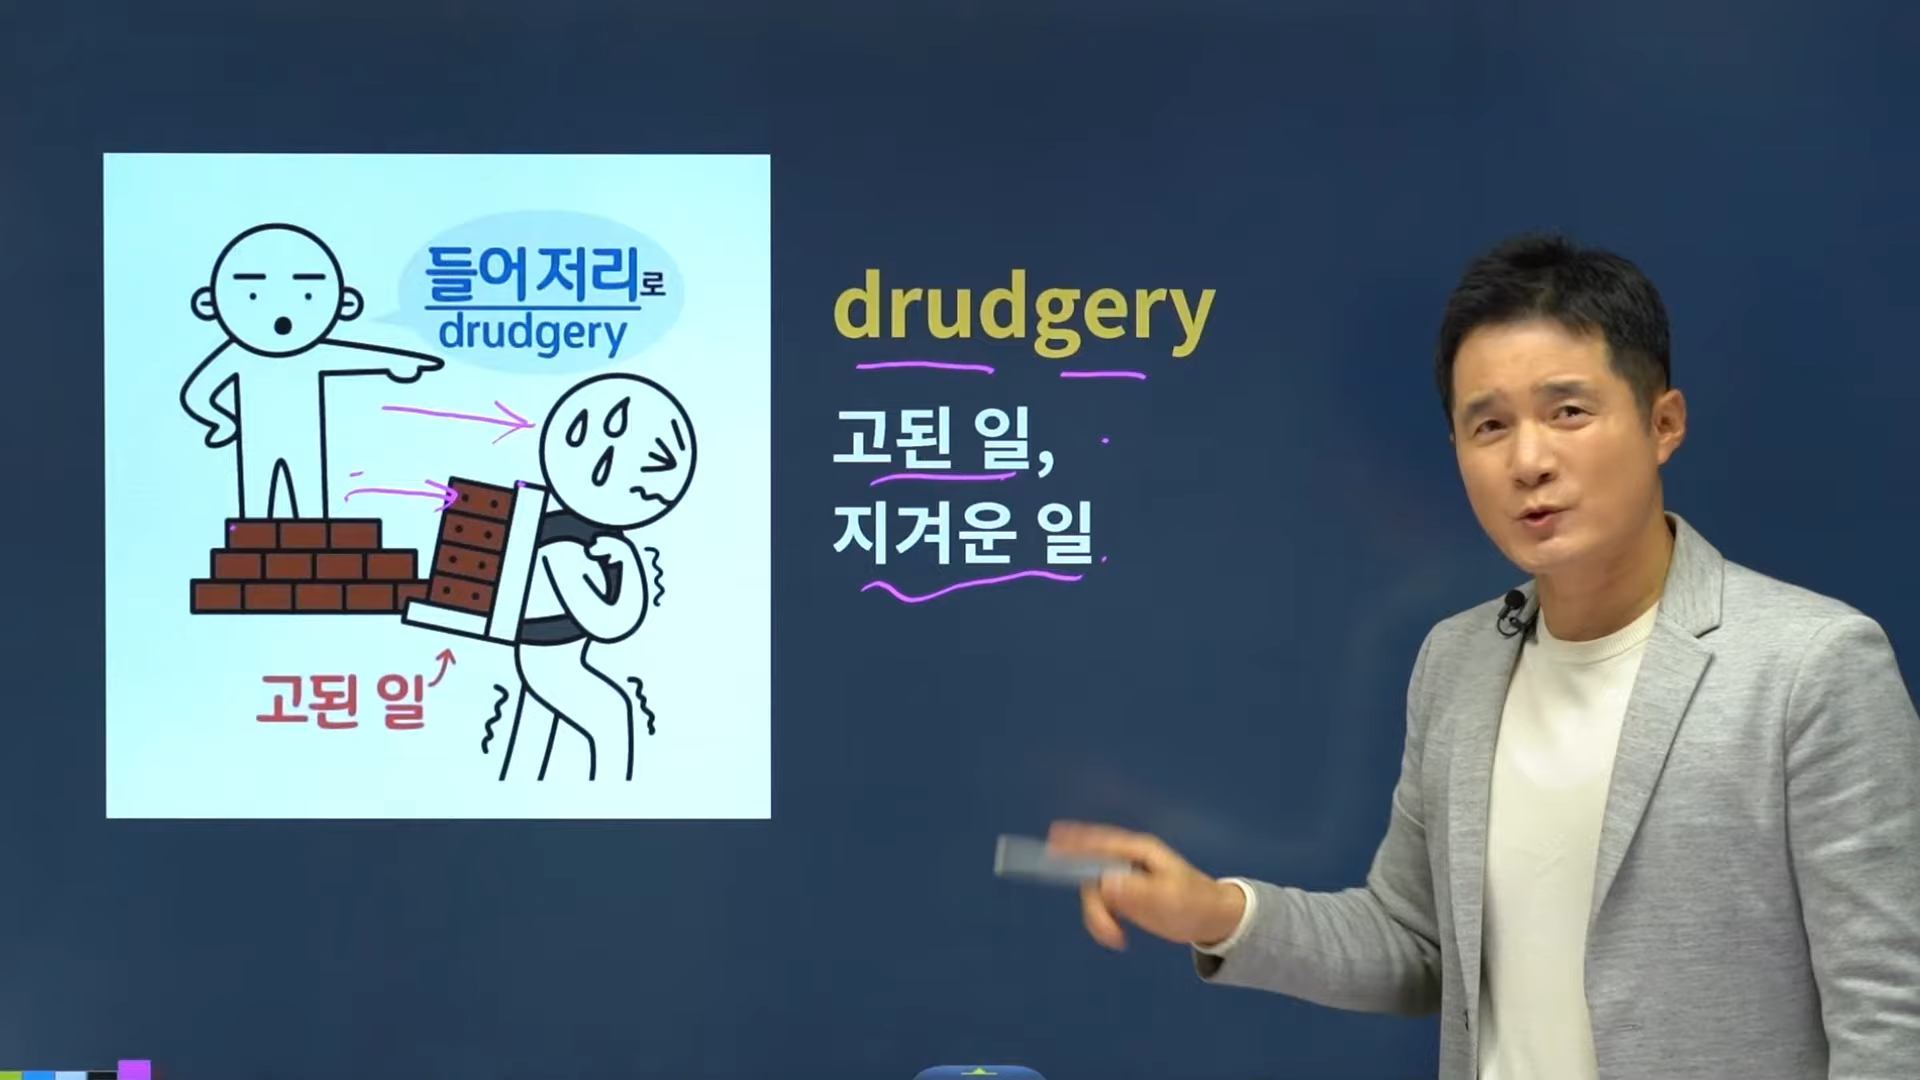 들어 저리로
drudgery
고된 일
drudgery
고된 일,
지겨운 일